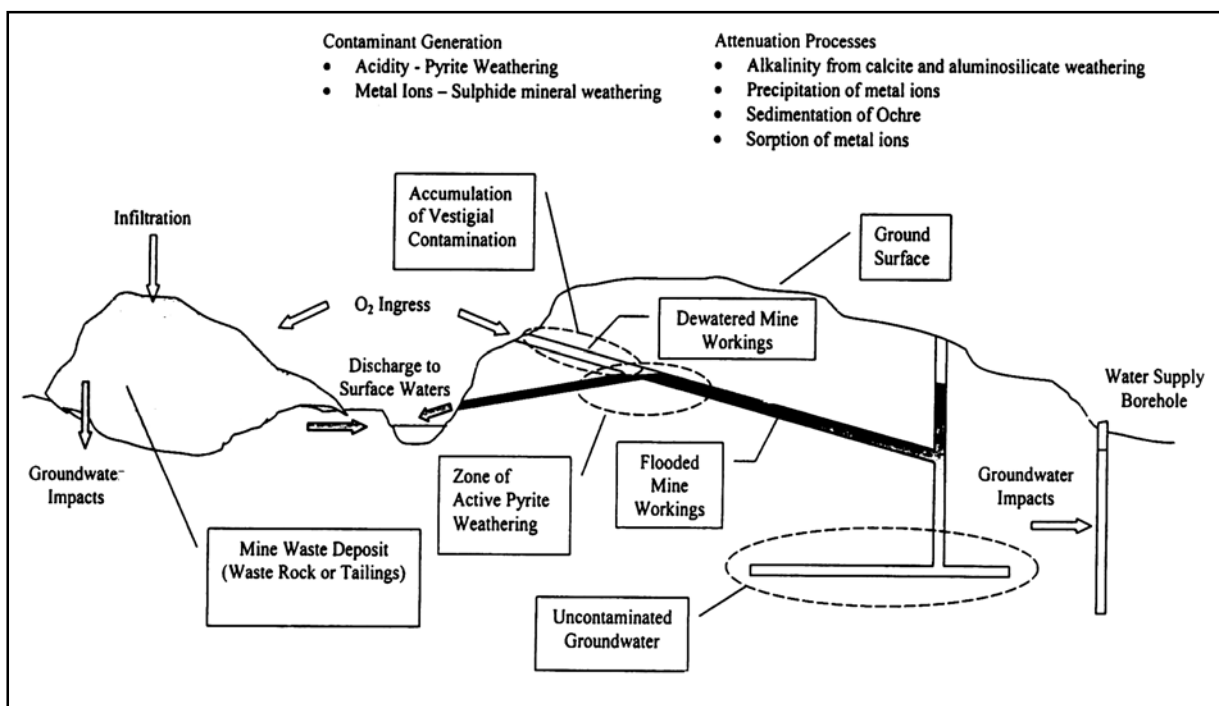 Contaminant Generation
• Acidity - Pyrite Weathering
• Metal Ions – Sulphide mineral weathering
Attenuation Processes
• Alkalinity from calcite and aluminosilicate weathering
• Precipitation of metal ions
• Sedimentation of Ochre
• Sorption of metal ions
Accumulation
of Vestigial
Contamination
Infiltration
Ground
Surface
O₂ Ingress
Dewatered Mine
Workings
Discharge to
Surface Waters
Water Supply
Borehole
Groundwater
Impacts
Zone of
Active Pyrite
Weathering
Flooded
Mine
Workings
Groundwater
Impacts
Mine Waste Deposit
(Waste Rock or Tailings)
Uncontaminated
Groundwater